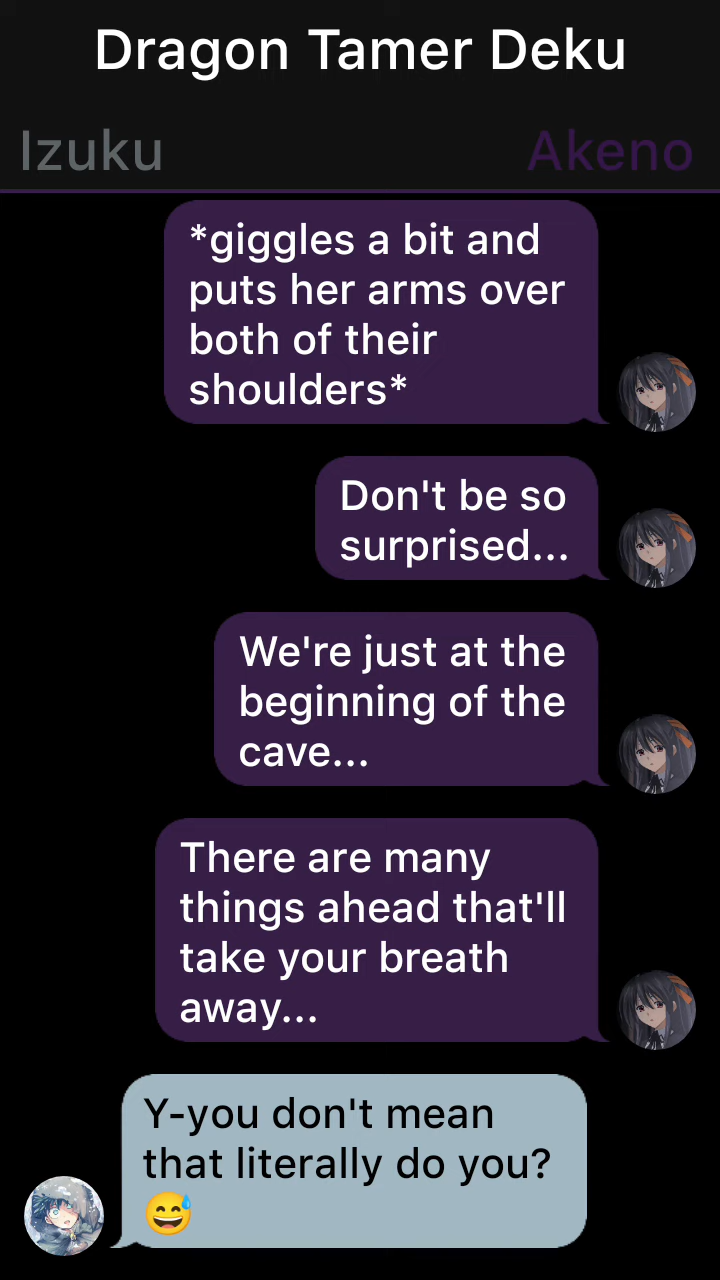 Dragon Tamer Deku
Izuku
Akeno
*giggles a bit and
puts her arms over
both of their
shoulders*
Don't be so
surprised...
We're just at the
beginning of the
cave...
There are many
things ahead that'll
take your breath
away...
Y-you don't mean
that literally do you?
😅